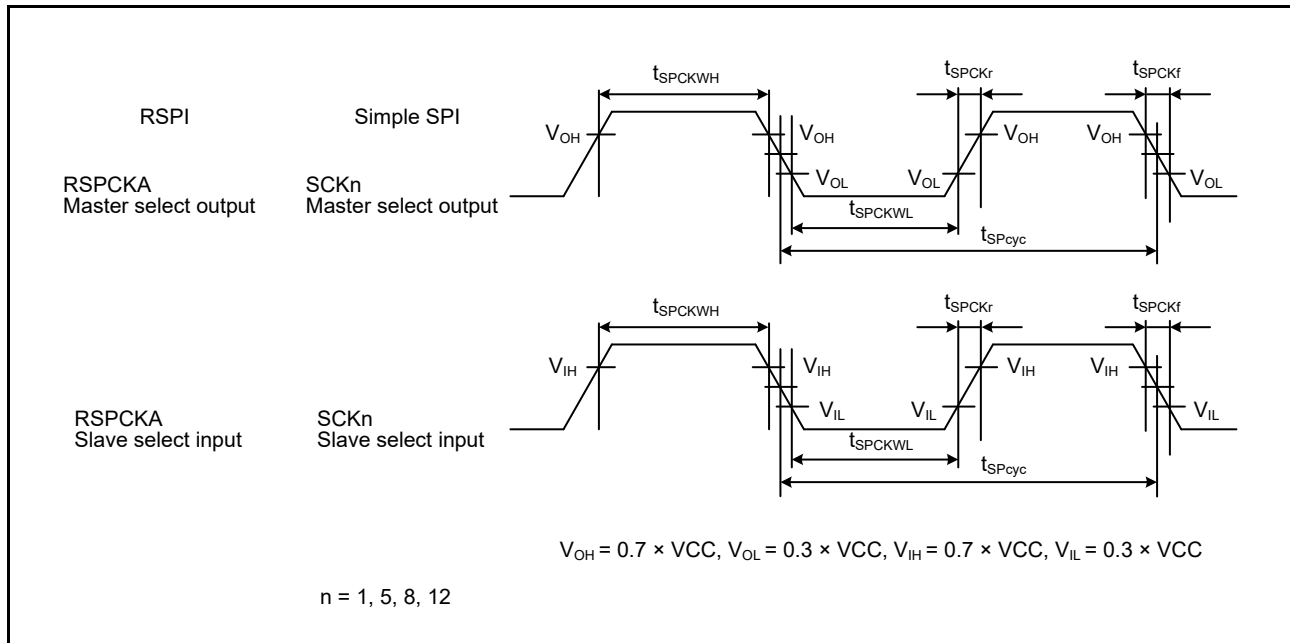 tSPCKWH tSPCKr tSPCKf
RSPI Simple SPI
VOH VOH VOH VOH
RSPCKA SCKn VOL VOL VOL
Master select output Master select output
tSPCKWL
tSPcyc
tSPCKWH tSPCKr tSPCKf
VIH VIH VIH VIH
RSPCKA SCKn VIL VIL VIL
Slave select input Slave select input
tSPCKWL
tSPcyc
VOH = 0.7 × VCC, VOL = 0.3 × VCC, VIH = 0.7 × VCC, VIL = 0.3 × VCC
n = 1, 5, 8, 12